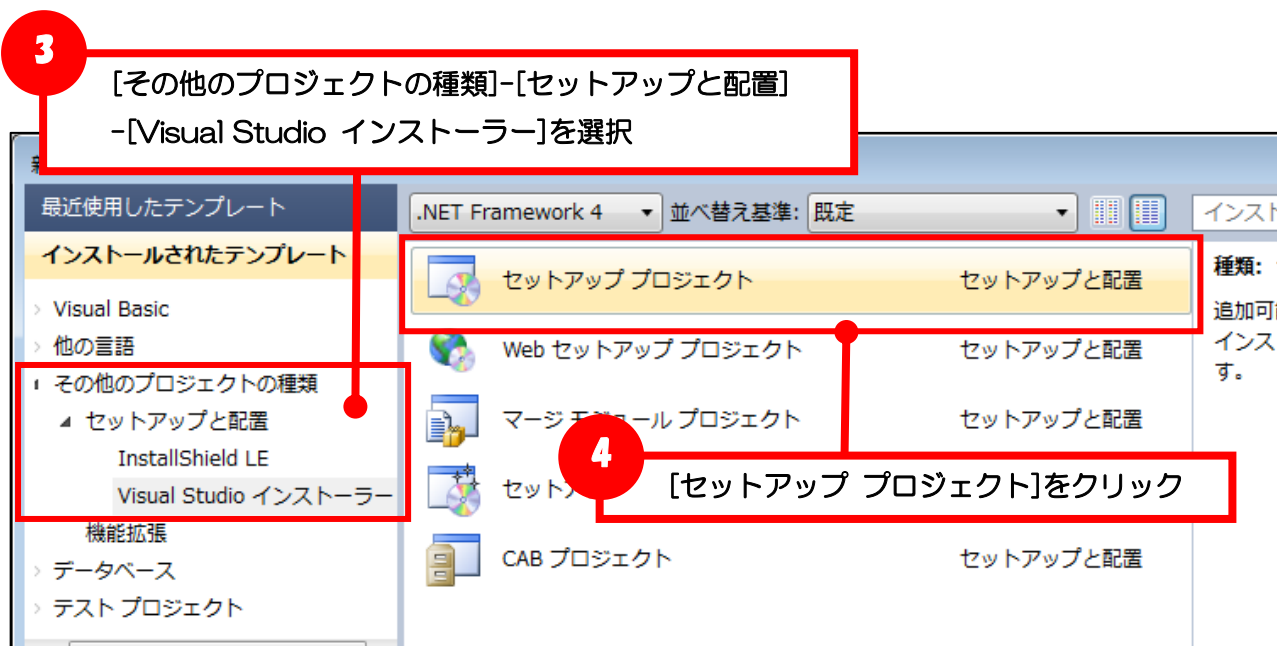 3
[その他のプロジェクトの種類]-[セットアップと配置]
-[Visual Studio インストーラー]を選択
最近使用したテンプレート
.NET Framework 4
並べ替え基準:
既定
インスト
インストールされたテンプレート
Visual Basic
他の言語
その他のプロジェクトの種類
セットアップと配置
InstallShield LE
Visual Studio インストーラー
機能拡張
データベース
テスト プロジェクト
セットアップ プロジェクト セットアップと配置
Web セットアップ プロジェクト セットアップと配置
マージ モジュール プロジェクト セットアップと配置
セット
CAB プロジェクト セットアップと配置
4
[セットアップ プロジェクト]をクリック
種類:
追加可
インス
す。